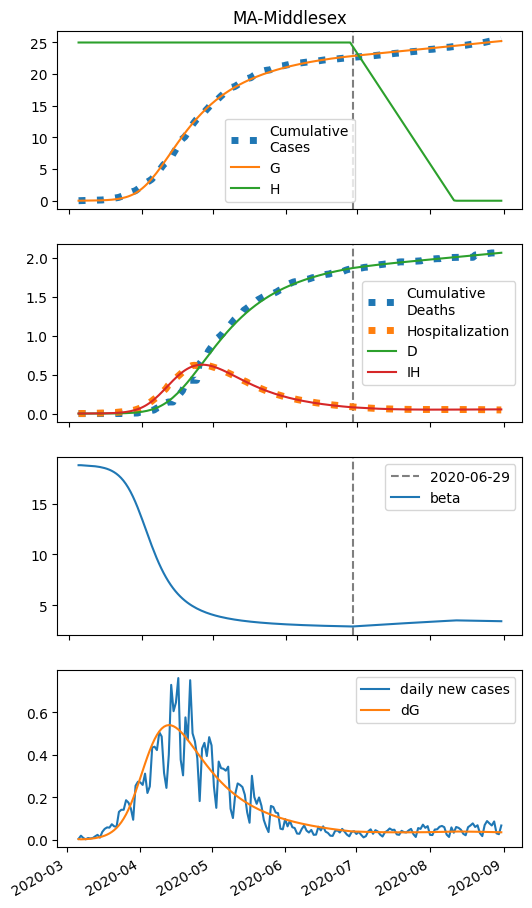 MA-Middlesex
25
20
15
10
5
0
Cumulative
Cases
G
H
2.0
1.5
1.0
0.5
0.0
Cumulative
Deaths
Hospitalization
D
IH
15
10
5
2020-06-29
beta
0.6
0.4
0.2
0.0
daily new cases
dG
2020-03
2020-04
2020-05
2020-06
2020-07
2020-08
2020-09